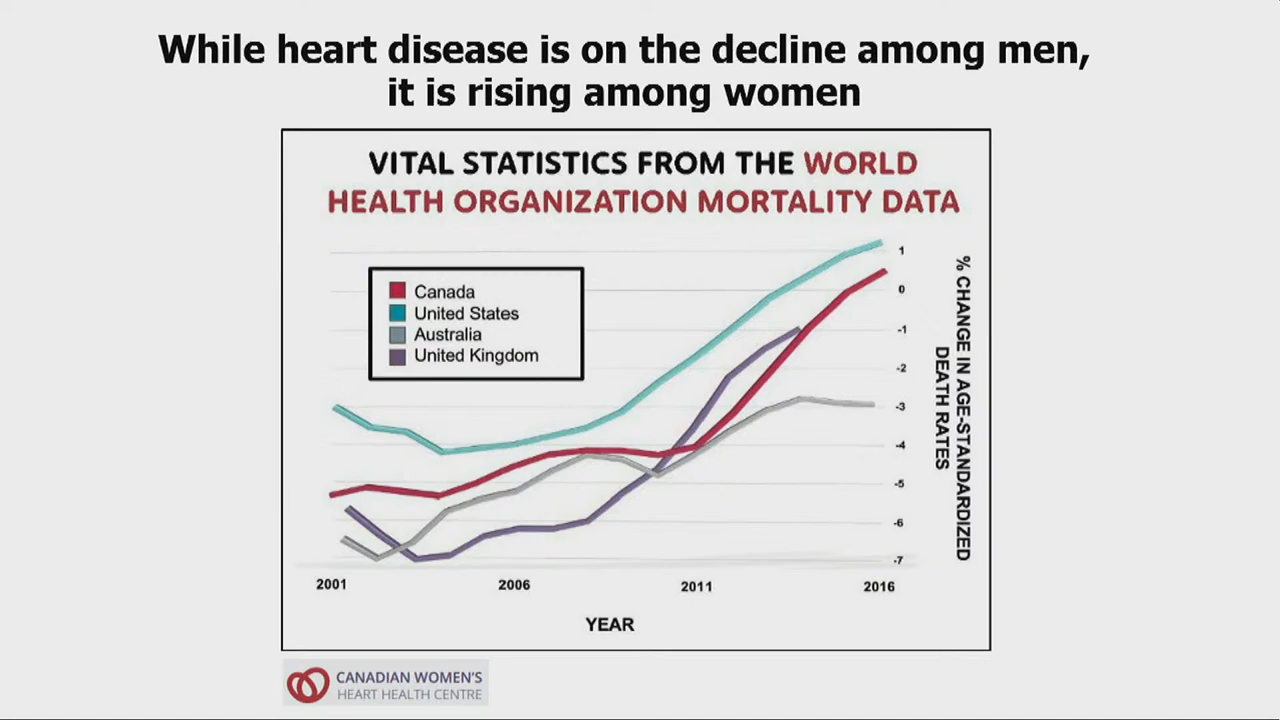 While heart disease is on the decline among men,
it is rising among women
VITAL STATISTICS FROM THE WORLD
HEALTH ORGANIZATION MORTALITY DATA
Canada
United States
Australia
United Kingdom
1
0
-1
-2
-3
-4
-5
-6
-7
% CHANGE IN AGE-STANDARDIZED
DEATH RATES
2001 2006 2011 2016
YEAR
CANADIAN WOMEN'S
HEART HEALTH CENTRE